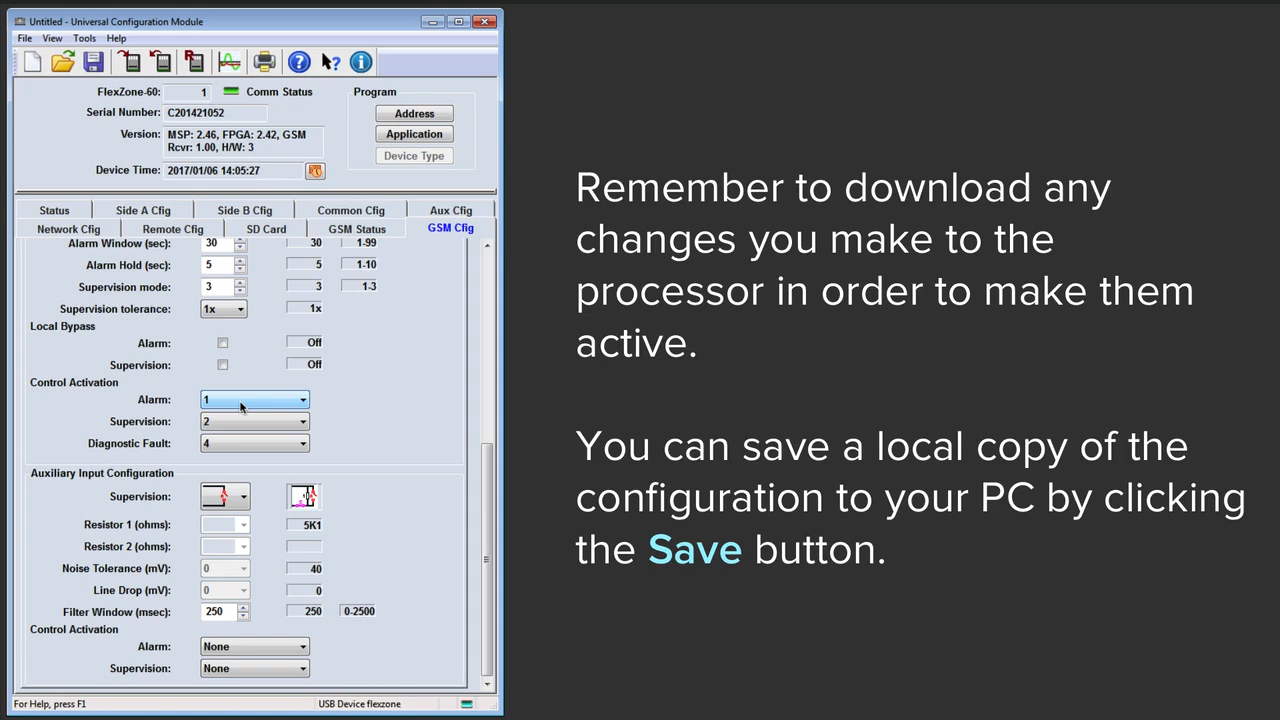 Untitled - Universal Configuration Module
File View Tools Help
FlexZone-60: 1 Comm Status
Program
Serial Number: C201421052
Address
Version: MSP: 2.46, FPGA: 2.42, GSM
Rcvr: 1.00, H/W: 3
Application
Device Type
Device Time: 2017/01/06 14:05:27
Status Side A Cfig Side B Cfig Common Cfig Aux Cfig
Network Cfig Remote Cfig SD Card GSM Status GSM Cfig
Alarm Window (sec): 30 30 1-99
Alarm Hold (sec): 5 5 1-10
Supervision mode: 3 3 1-3
Supervision tolerance: 1x 1x
Local Bypass
Alarm: Off
Supervision: Off
Control Activation
Alarm: 1
Supervision: 2
Diagnostic Fault: 4
Auxiliary Input Configuration
Supervision:
Resistor 1 (ohms): 5K1
Resistor 2 (ohms):
Noise Tolerance (mV): 0 40
Line Drop (mV): 0 0
Filter Window (msec): 250 250 0-2500
Control Activation
Alarm: None
Supervision: None
For Help, press F1 USB Device flexzone
Remember to download any
changes you make to the
processor in order to make them
active.
You can save a local copy of the
configuration to your PC by clicking
the Save button.